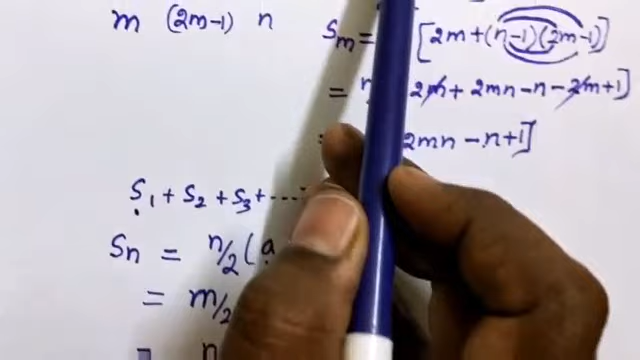 m (2m-1) n
Sm = [2m+(n-1)(2m-1)]
= 2m+2mn-n-2m+1]
2mn-n+1]
S1+S2+S3+....
Sn = n/2(a
= m/2
n